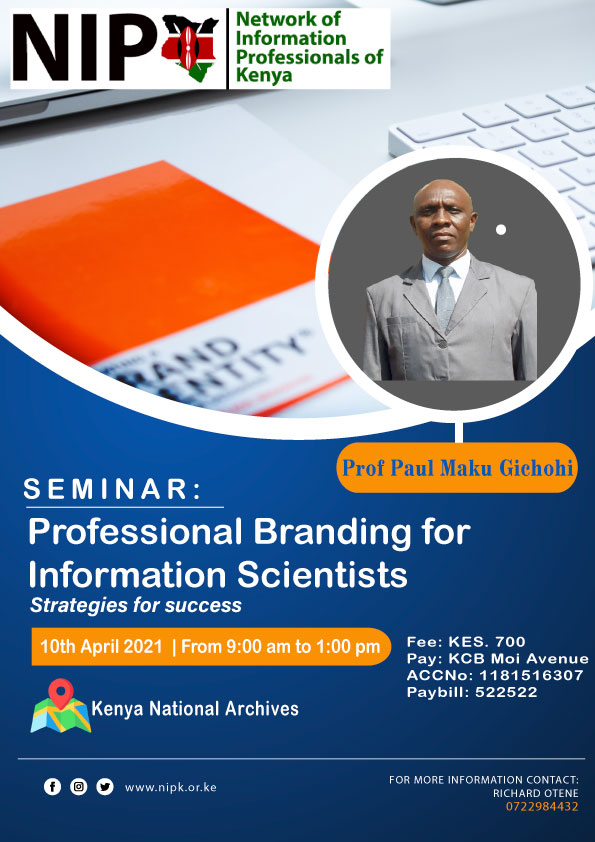 NIP
Network of
Information
Professionals of
Kenya
BRAND
IDENTITY
Prof Paul Maku Gichohi
SEMINAR:
Professional Branding for
Information Scientists
Strategies for success
10th April 2021 | From 9:00 am to 1:00 pm
Fee: KES. 700
Pay: KCB Moi Avenue
ACCNo: 1181516307
Paybill: 522522
Kenya National Archives
www.nipk.or.ke
FOR MORE INFORMATION CONTACT:
RICHARD OTENE
0722984432